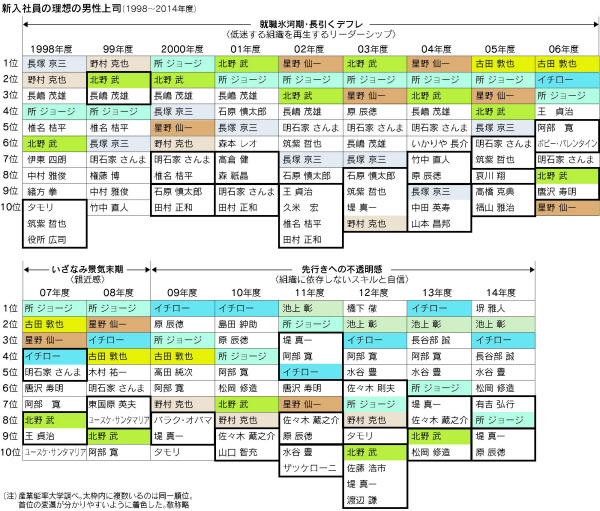 新入社員の理想の男性上司(1998〜2014年度)
就職氷河期・長引くデフレ
(低迷する組織を再生するリーダーシップ)
1998年度 99年度 2000年度 01年度 02年度 03年度 04年度 05年度 06年度
1位 長塚 京三 野村 克也 所 ジョージ 北野 武 星野 仙一 北野 武 星野 仙一 古田 敦也 古田 敦也
2位 野村 克也 北野 武 北野 武 所 ジョージ 所 ジョージ 所 ジョージ 所 ジョージ 所 ジョージ イチロー
3位 長嶋 茂雄 長嶋 茂雄 長嶋 茂雄 長嶋 茂雄 北野 武 星野 仙一 北野 武 星野 仙一 所 ジョージ
4位 所 ジョージ 所 ジョージ 長塚 京三 石原 慎太郎 長嶋 茂雄 原 辰徳 長嶋 茂雄 北野 武 王 貞治
5位 椎名 桔平 椎名 桔平 星野 仙一 長塚 京三 明石家 さんま 明石家 さんま 明石家 さんま 長塚 京三 阿部 寛
6位 北野 武 長塚 京三 野村 克也 森本 レオ 筑紫 哲也 長嶋 茂雄 いかりや 長介 明石家 さんま ボビー・バレンタイン
7位 伊東 四朗 明石家 さんま 明石家 さんま 高倉 健 長塚 京三 長塚 京三 竹中 直人 筑紫 哲也 明石家 さんま
8位 中村 雅俊 権藤 博 椎名 桔平 森 祇晶 石原 慎太郎 石原 慎太郎 原 辰徳 哀川 翔 北野 武
9位 緒方 拳 中村 雅俊 石原 慎太郎 明石家 さんま 王 貞治 筑紫 哲也 長塚 京三 高橋 克典 唐沢 寿明
10位 タモリ 竹中 直人 田村 正和 田村 正和 久米 宏 堤 真一 中田 英寿 福山 雅治 星野 仙一
筑紫 哲也 椎名 桔平 北野 武 山本 昌邦
役所 広司 田村 正和 野村 克也
いざなみ景気末期 先行きへの不透明感
(親近感) (組織に依存しないスキルと自信)
07年度 08年度 09年度 10年度 11年度 12年度 13年度 14年度
1位 所 ジョージ 所 ジョージ イチロー イチロー 池上 彰 橋下 徹 イチロー 堺 雅人
2位 古田 敦也 星野 仙一 原 辰徳 島田 紳助 所 ジョージ 池上 彰 池上 彰 池上 彰
3位 星野 仙一 イチロー 所 ジョージ 原 辰徳 堤 真一 イチロー 長谷部 誠 イチロー
4位 イチロー 古田 敦也 古田 敦也 所 ジョージ 阿部 寛 阿部 寛 阿部 寛 長谷部 誠
5位 明石家 さんま 木村 祐一 高田 純次 阿部 寛 イチロー 水谷 豊 水谷 豊 水谷 豊
6位 唐沢 寿明 明石家 さんま 阿部 寛 松岡 修造 唐沢 寿明 佐々木 則夫 所 ジョージ 松岡 修造
7位 阿部 寛 東国原 英夫 野村 克也 北野 武 星野 仙一 所 ジョージ 堤 真一 有吉 弘行
8位 北野 武 ユースケ・サンタマリア バラク・オバマ 野村 克也 佐々木 蔵之介 野村 克也 佐々木 蔵之介 所 ジョージ
9位 王 貞治 北野 武 堤 真一 佐々木 蔵之介 原 辰徳 タモリ 北野 武 堤 真一
10位 ユースケ・サンタマリア 阿部 寛 タモリ 山口 智充 水谷 豊 北野 武 松岡 修造 原 辰徳
ザッケローニ 佐藤 浩市
堤 真一
渡辺 謙
(注)産業能率大学調べ。太枠内に複数いるのは同一順位。
首位の変遷が分かりやすいように着色した。敬称略